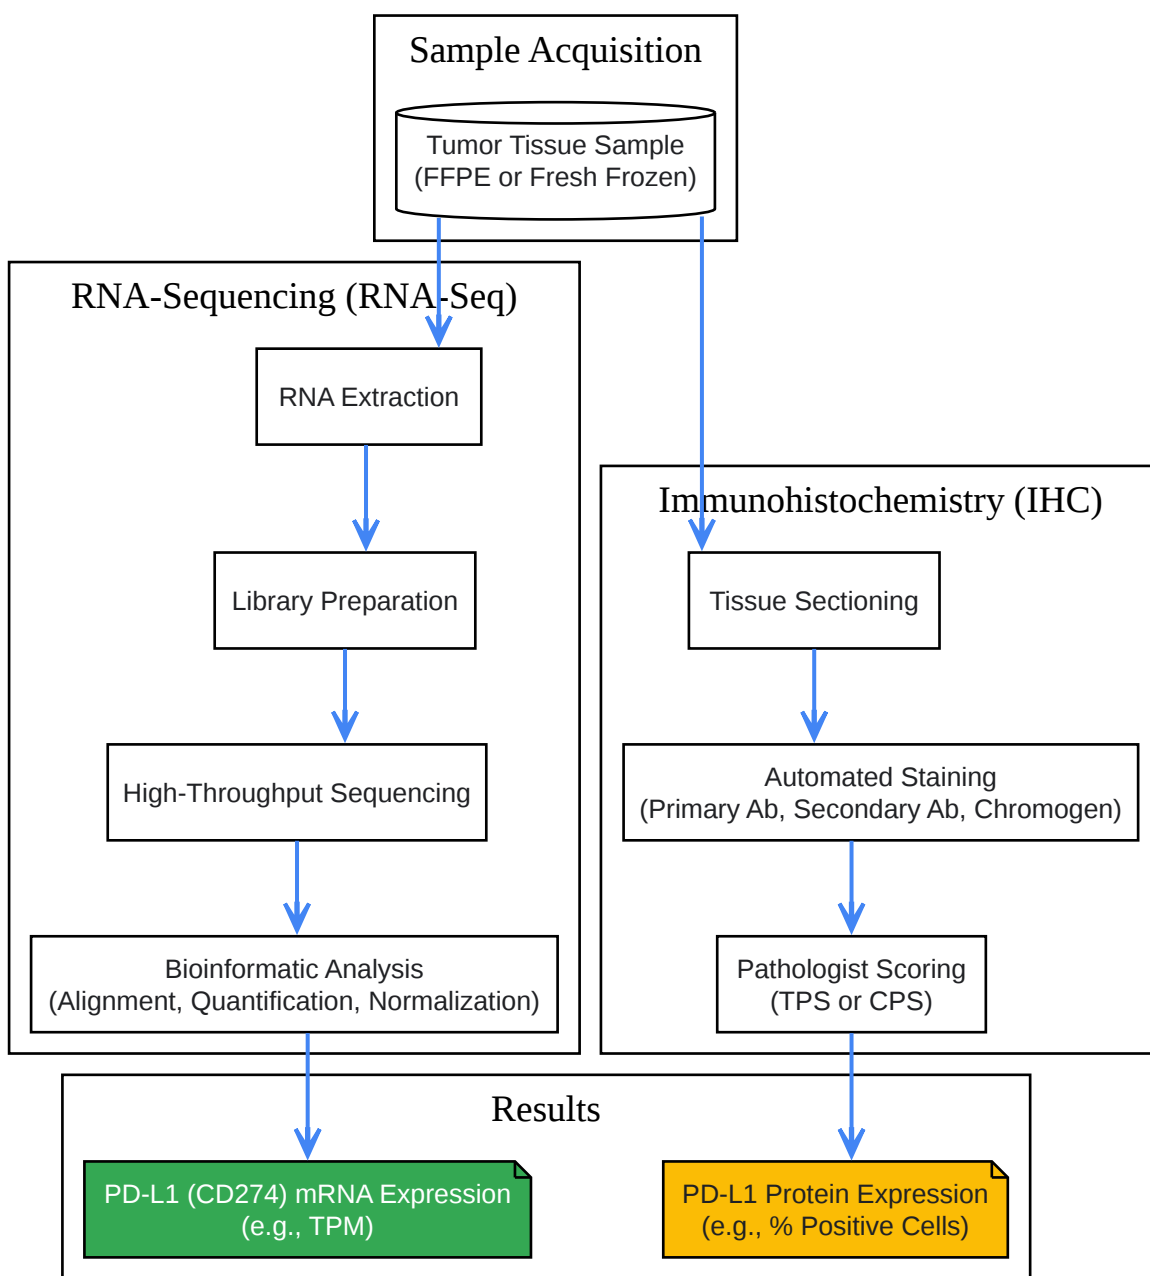 Sample Acquisition
Tumor Tissue Sample
(FFPE or Fresh Frozen)
RNA-Sequencing (RNA-Seq)
RNA Extraction
Library Preparation
High-Throughput Sequencing
Bioinformatic Analysis
(Alignment, Quantification, Normalization)
Immunohistochemistry (IHC)
Tissue Sectioning
Automated Staining
(Primary Ab, Secondary Ab, Chromogen)
Pathologist Scoring
(TPS or CPS)
Results
PD-L1 (CD274) mRNA Expression
(e.g., TPM)
PD-L1 Protein Expression
(e.g., % Positive Cells)